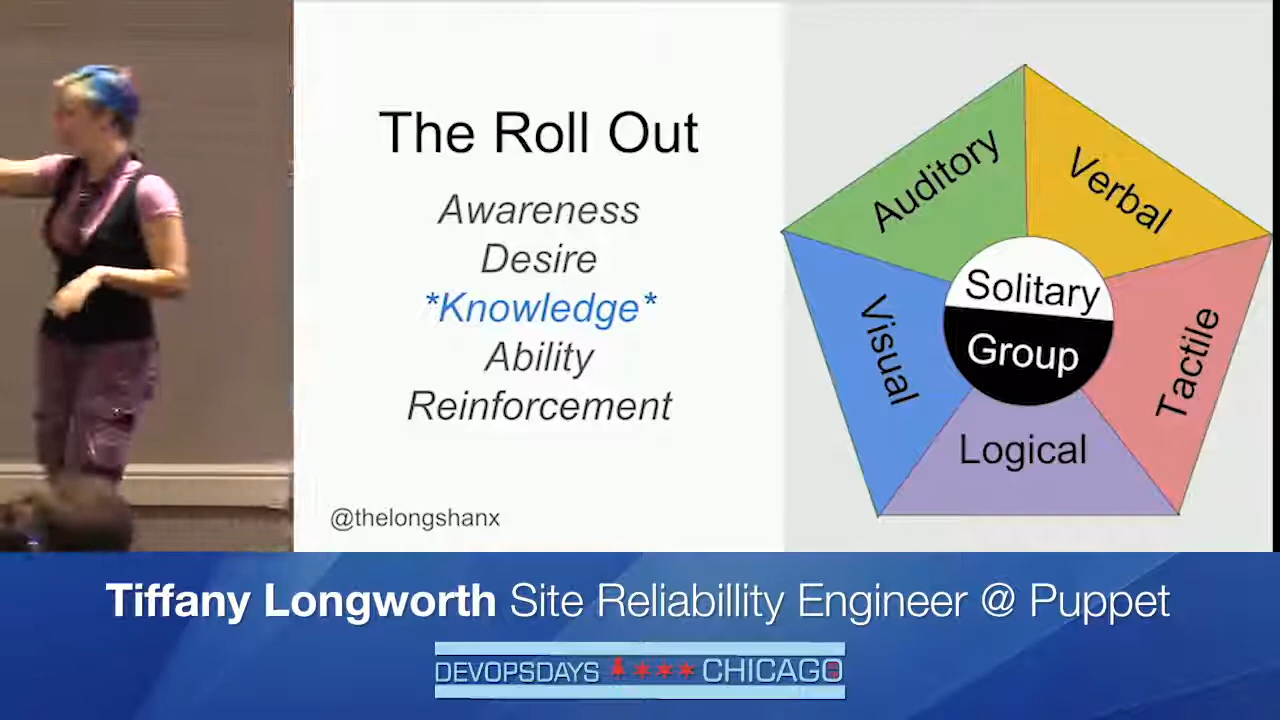 The Roll Out
Awareness
Desire
*Knowledge*
Ability
Reinforcement
@thelongshanx
Auditory
Verbal
Visual
Solitary
Group
Tactile
Logical
Tiffany Longworth Site Reliabillity Engineer @ Puppet
DEVOPSDAYS CHICAGO